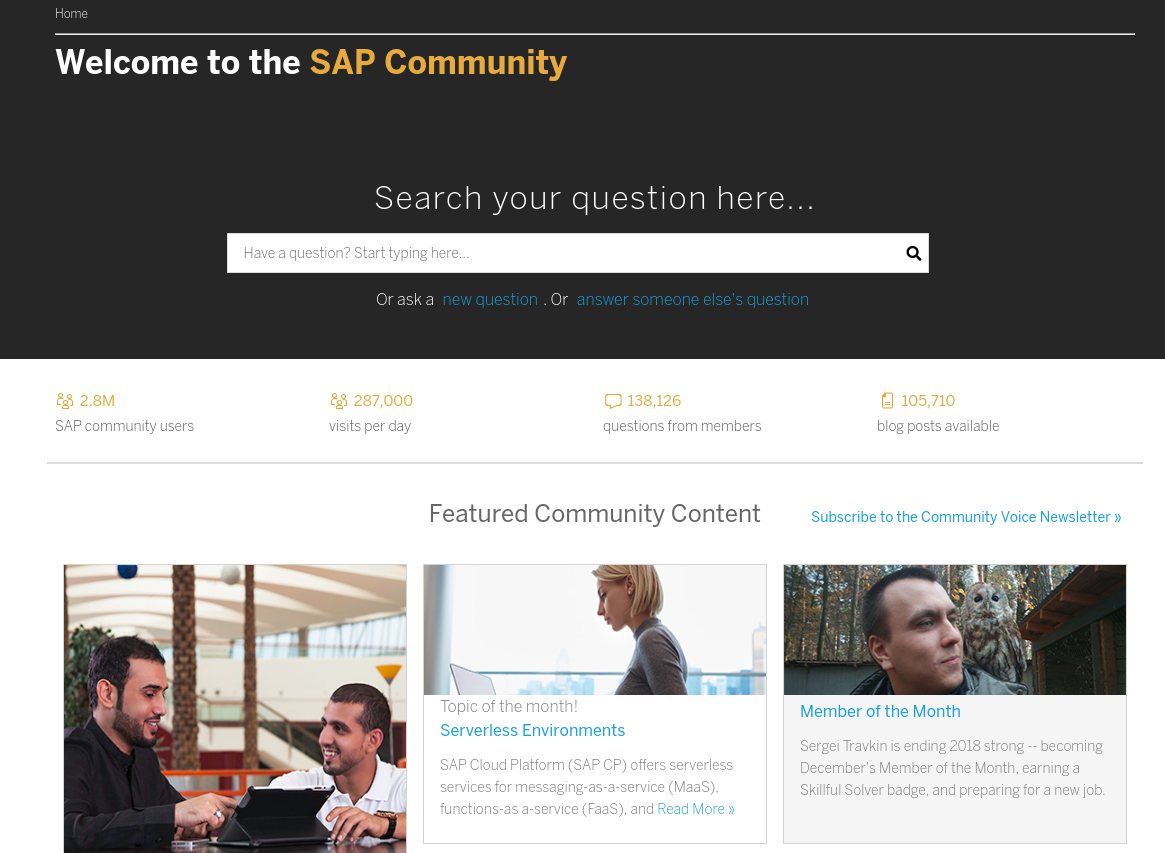 Home
Welcome to the SAP Community
Search your question here...
Have a question? Start typing here...
Or ask a new question . Or answer someone else's question
2.8M
SAP community users
287,000
visits per day
138,126
questions from members
105,710
blog posts available
Featured Community Content
Subscribe to the Community Voice Newsletter »
Topic of the month!
Serverless Environments
SAP Cloud Platform (SAP CP) offers serverless
services for messaging-as-a-service (MaaS),
functions-as a-service (FaaS), and Read More »
Member of the Month
Sergei Travkin is ending 2018 strong -- becoming
December's Member of the Month, earning a
Skillful Solver badge, and preparing for a new job.